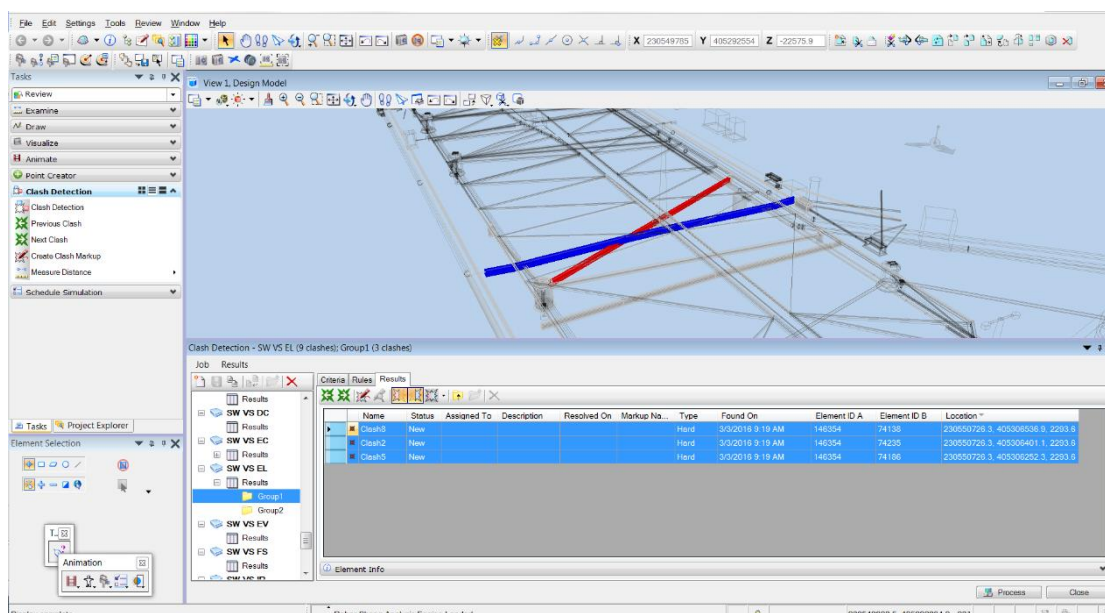 File Edit Settings Tools Review Window Help
X 230549785 Y 405292554 Z -22575.9
Tasks
View 1, Design Model
Review
Examine
Draw
Visualize
Animate
Point Creator
Clash Detection
Clash Detection
Previous Clash
Next Clash
Create Clash Markup
Measure Distance
Schedule Simulation
Clash Detection - SW VS EL (9 clashes); Group1 (3 clashes)
Job Results
Criteria Rules Results
Results
SW VS DC
Results
SW VS EC
Results
SW VS EL
Results
Group1
Group2
SW VS EV
Results
SW VS FS
Results
Name Status Assigned To Description Resolved On Markup Na... Type Found On Element ID A Element ID B Location
Clash8 New Hard 3/3/2016 9:19 AM 146354 74138 230550726.3, 405308536.9, 2293.6
Clash2 New Hard 3/3/2016 9:19 AM 146354 74235 230550726.3, 405306401.1, 2293.6
Clash5 New Hard 3/3/2016 9:19 AM 146354 74186 230550726.3, 405306252.3, 2293.6
Tasks Project Explorer
Element Selection
T...
Animation
Element Info
Process Close